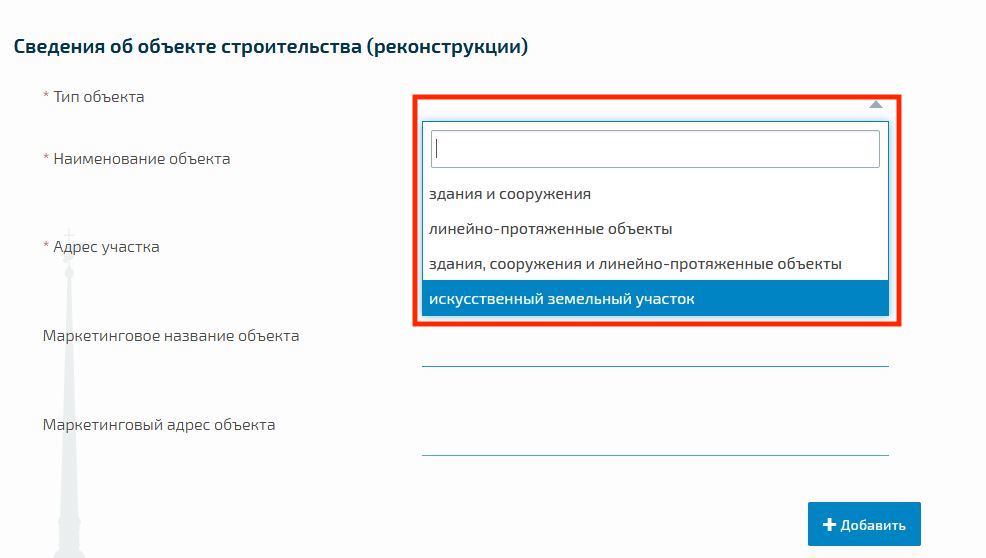 Сведения об объекте строительства (реконструкции)
* Тип объекта
* Наименование объекта
здания и сооружения
линейно-протяженные объекты
* Адрес участка
здания, сооружения и линейно-протяженные объекты
искусственный земельный участок
Маркетинговое название объекта
Маркетинговый адрес объекта
+ Добавить